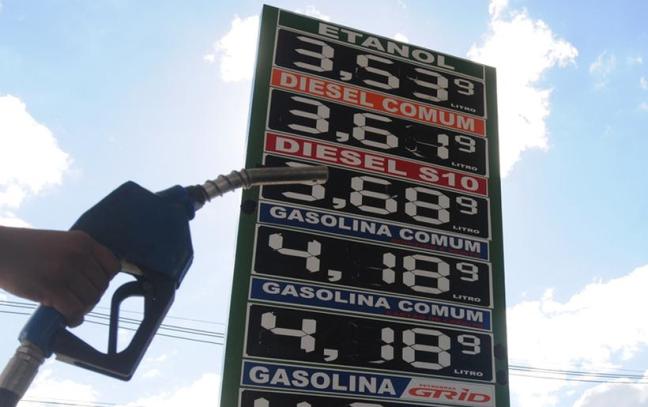 ETANOL
3,539
LITRO
DIESEL COMUM
3,619
LITRO
DIESEL S10
3,689
LITRO
GASOLINA COMUM
4,189
LITRO
GASOLINA COMUM
4,189
LITRO
GASOLINA PETROBRAS GRID